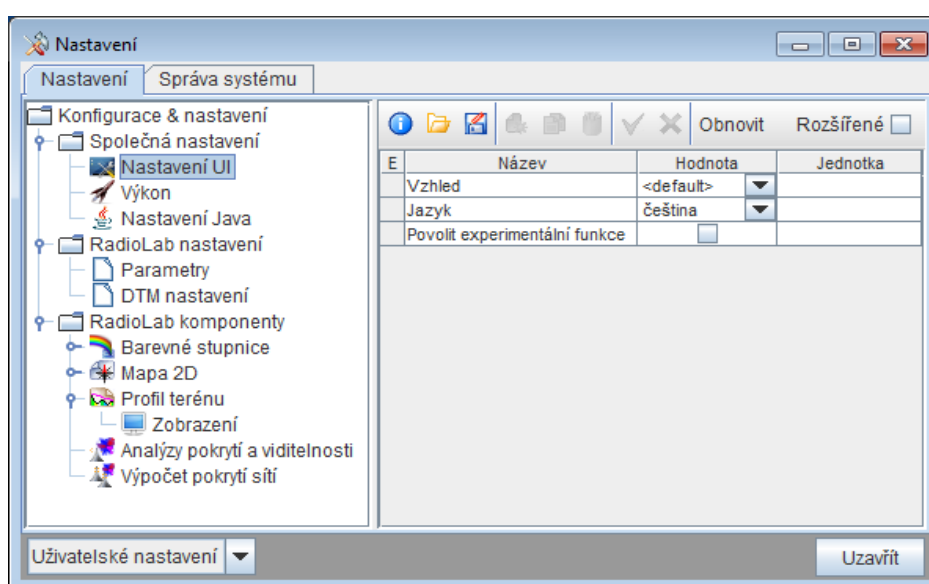 Nastavení
Nastavení Správa systému
Konfigurace & nastavení
Společná nastavení
Nastavení UI
Výkon
Nastavení Java
RadioLab nastavení
Parametry
DTM nastavení
RadioLab komponenty
Barevné stupnice
Mapa 2D
Profil terénu
Zobrazení
Analýzy pokrytí a viditelnosti
Výpočet pokrytí sítí
Obnovit Rozšířené
E Název Hodnota Jednotka
Vzhled <default>
Jazyk čeština
Povolit experimentální funkce
Uživatelské nastavení Uzavřít